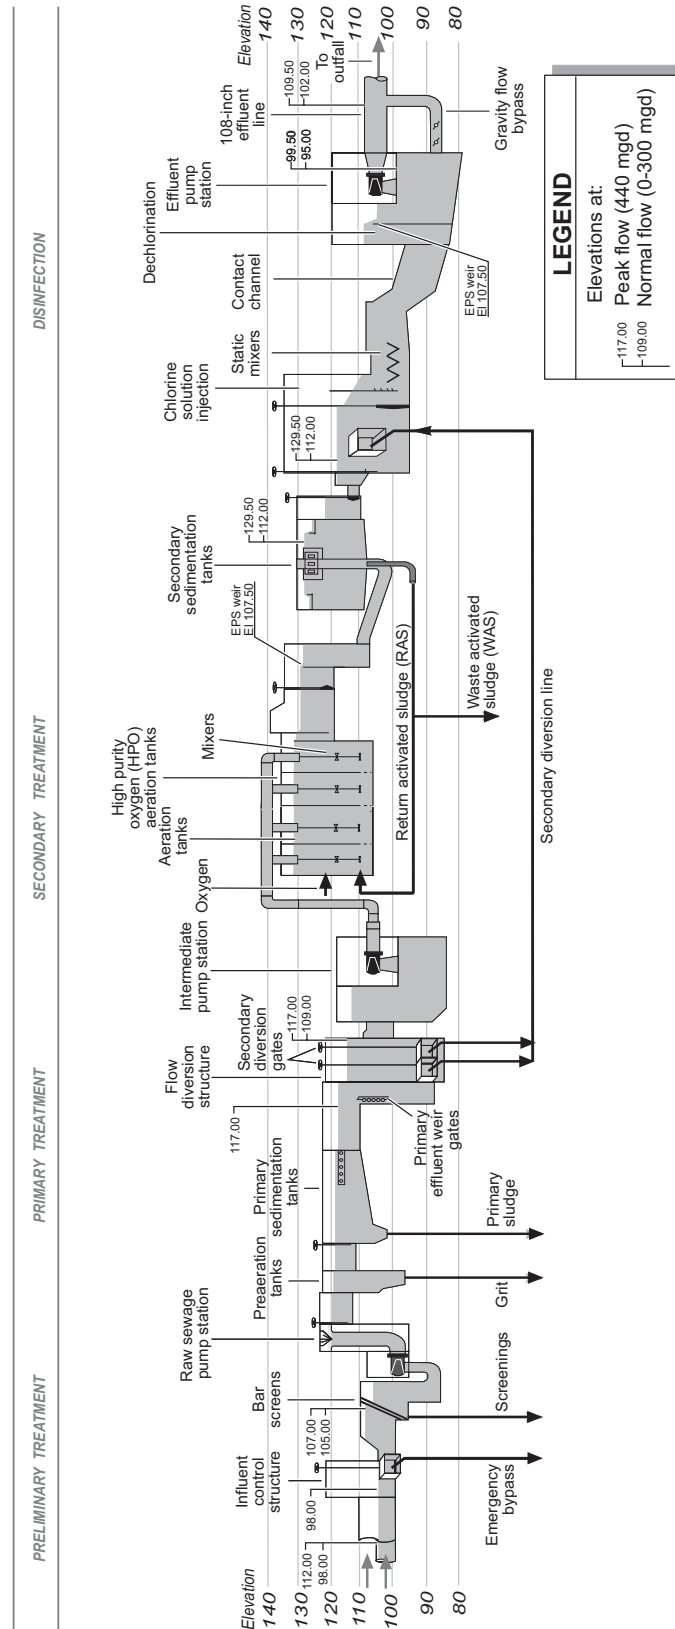 PRELIMINARY TREATMENT
PRIMARY TREATMENT
SECONDARY TREATMENT
DISINFECTION
Elevation
140
130
120
110
100
90
80
112.00
98.00
98.00
Influent
control
structure
Emergency
bypass
107.00
105.00
Bar
screens
Screenings
Raw sewage
pump station
Preaeration
tanks
Grit
Primary
sedimentation
tanks
Primary
sludge
117.00
Primary
effluent weir
gates
Flow
diversion
structure
Secondary
diversion
gates
117.00
109.00
Intermediate
pump station
Oxygen
Aeration
tanks
High purity
oxygen (HPO)
aeration tanks
Mixers
Return activated sludge (RAS)
EPS weir
El 107.50
Waste activated
sludge (WAS)
Secondary
sedimentation
tanks
129.50
112.00
Secondary diversion line
129.50
112.00
Chlorine
solution
injection
Static
mixers
Contact
channel
EPS weir
El 107.50
Dechlorination
Effluent
pump
station
99.50
95.00
108-inch
effluent
line
109.50
102.00
To
outfall
Gravity flow
bypass
Elevation
140
130
120
110
100
90
80
LEGEND
Elevations at:
117.00 Peak flow (440 mgd)
109.00 Normal flow (0-300 mgd)